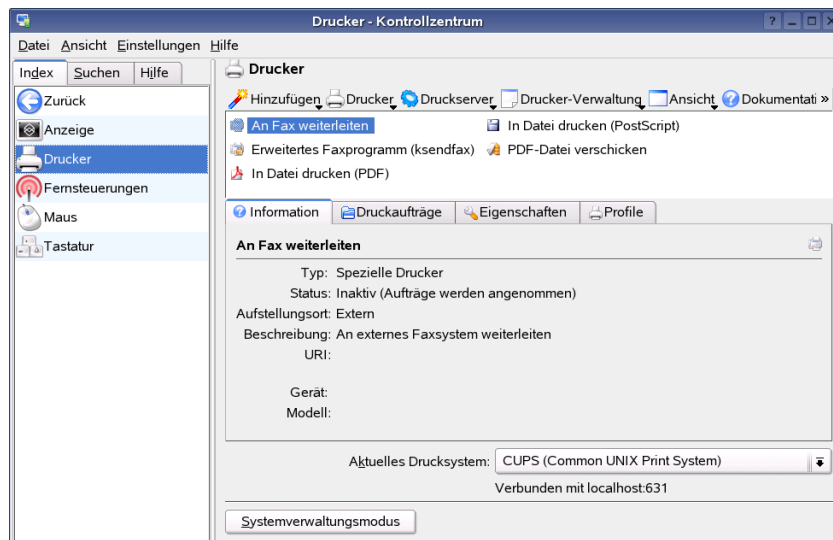 Drucker - Kontrollzentrum
Datei Ansicht Einstellungen Hilfe
Index Suchen Hilfe
Zurück
Anzeige
Drucker
Fernsteuerungen
Maus
Tastatur
Drucker
Hinzufügen Drucker Druckserver Drucker-Verwaltung Ansicht Dokumentati »
An Fax weiterleiten In Datei drucken (PostScript)
Erweitertes Faxprogramm (ksendfax) PDF-Datei verschicken
In Datei drucken (PDF)
Information Druckaufträge Eigenschaften Profile
An Fax weiterleiten
Typ: Spezielle Drucker
Status: Inaktiv (Aufträge werden angenommen)
Aufstellungsort: Extern
Beschreibung: An externes Faxsystem weiterleiten
URI:
Gerät:
Modell:
Aktuelles Drucksystem: CUPS (Common UNIX Print System)
Verbunden mit localhost:631
Systemverwaltungsmodus